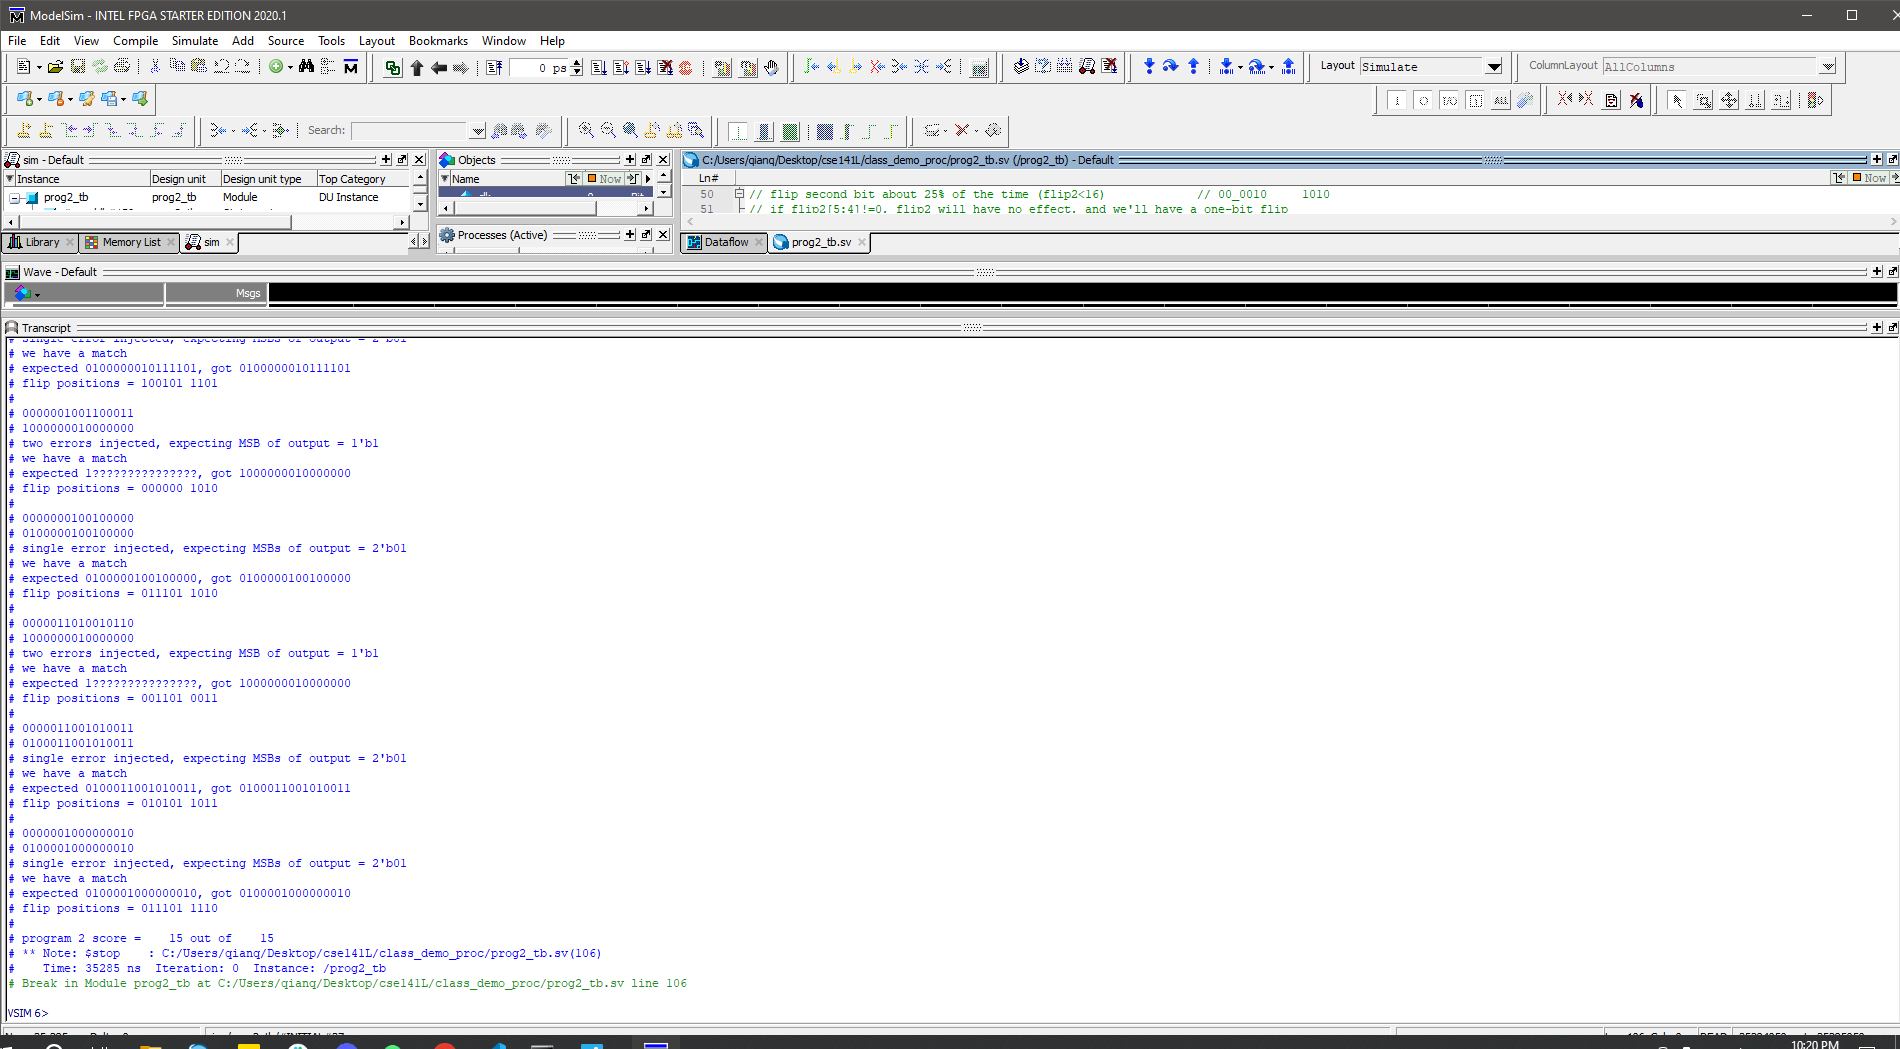 ModelSim - INTEL FPGA STARTER EDITION 2020.1
File Edit View Compile Simulate Add Source Tools Layout Bookmarks Window Help
0 ps
Layout Simulate
ColumnLayout AllColumns
Search:
sim - Default
Instance Design unit Design unit type Top Category
prog2_tb prog2_tb Module DU Instance
Library Memory List sim
Objects
Name Now
Processes (Active)
C:/Users/qianq/Desktop/cse141L/class_demo_proc/prog2_tb.sv (/prog2_tb) - Default
Ln# Now
50 // flip second bit about 25% of the time (flip2<16) // 00_0010 1010
51 // if flip2[5:4]!=0, flip2 will have no effect, and we'll have a one-bit flip
Dataflow prog2_tb.sv
Wave - Default
Msgs
Transcript
# single error injected, expecting MSBs of output = 2'b01
# we have a match
# expected 0100000010111101, got 0100000010111101
# flip positions = 100101 1101
#
# 0000001001100011
# 1000000010000000
# two errors injected, expecting MSB of output = 1'b1
# we have a match
# expected 1???????????????, got 1000000010000000
# flip positions = 000000 1010
#
# 0000000100100000
# 0100000100100000
# single error injected, expecting MSBs of output = 2'b01
# we have a match
# expected 0100000100100000, got 0100000100100000
# flip positions = 011101 1010
#
# 0000011010010110
# 1000000010000000
# two errors injected, expecting MSB of output = 1'b1
# we have a match
# expected 1???????????????, got 1000000010000000
# flip positions = 001101 0011
#
# 0000011001010011
# 0100011001010011
# single error injected, expecting MSBs of output = 2'b01
# we have a match
# expected 0100011001010011, got 0100011001010011
# flip positions = 010101 1011
#
# 0000001000000010
# 0100001000000010
# single error injected, expecting MSBs of output = 2'b01
# we have a match
# expected 0100001000000010, got 0100001000000010
# flip positions = 011101 1110
#
# program 2 score = 15 out of 15
# ** Note: $stop : C:/Users/qianq/Desktop/cse141L/class_demo_proc/prog2_tb.sv(106)
# Time: 35285 ns Iteration: 0 Instance: /prog2_tb
# Break in Module prog2_tb at C:/Users/qianq/Desktop/cse141L/class_demo_proc/prog2_tb.sv line 106
VSIM 6>
10:20 PM